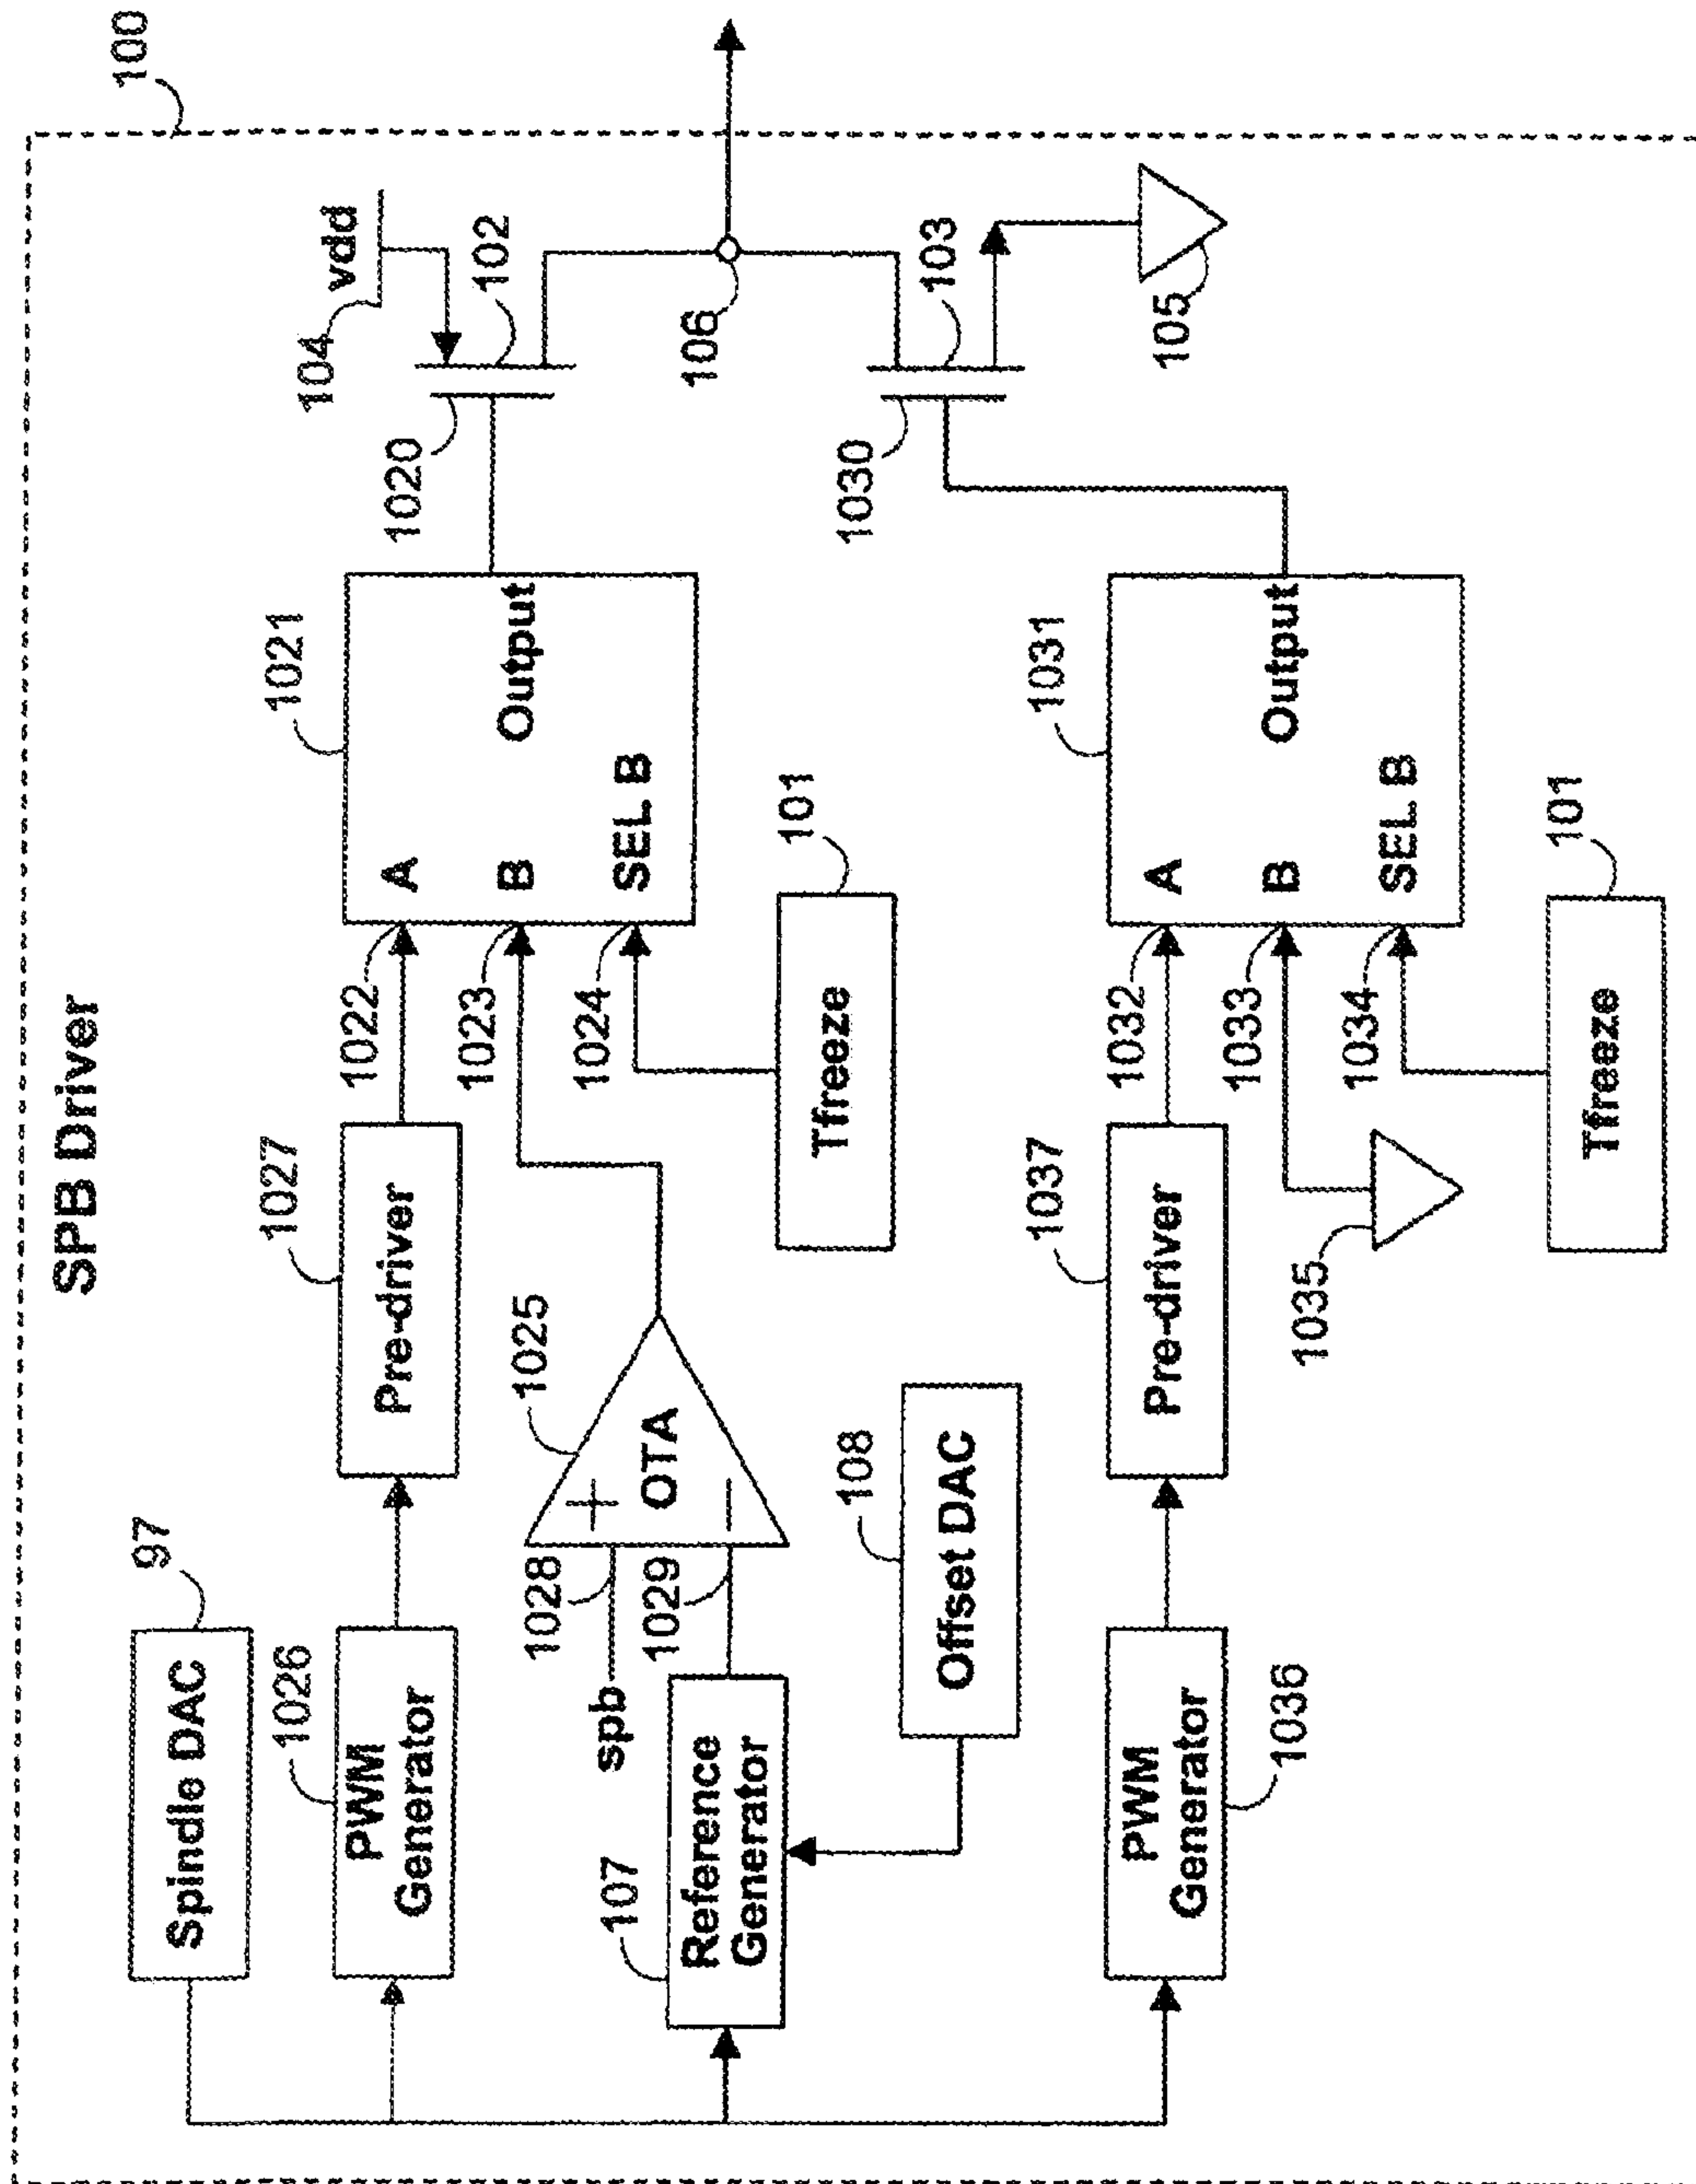 SPB Driver
100
97
Spindle DAC
1026
PWM
Generator
1027
Pre-driver
1022
A
1021
Output
1020
104
vdd
102
spb
1028
1029
OTA
1025
1023
B
1024
SEL B
Tfreeze
101
106
107
Reference
Generator
108
Offset DAC
PWM
Generator
1036
1037
Pre-driver
1032
A
1031
Output
1030
103
105
1035
1033
B
1034
SEL B
Tfreeze
101